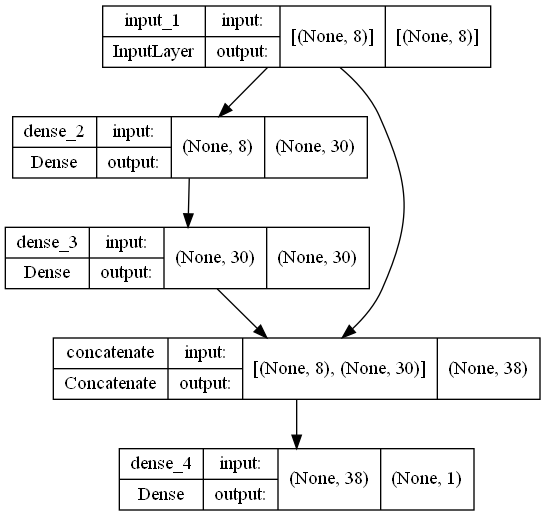 input_1 input: [(None, 8)] [(None, 8)]
InputLayer output:
dense_2 input: (None, 8) (None, 30)
Dense output:
dense_3 input: (None, 30) (None, 30)
Dense output:
concatenate input: [(None, 8), (None, 30)] (None, 38)
Concatenate output:
dense_4 input: (None, 38) (None, 1)
Dense output: